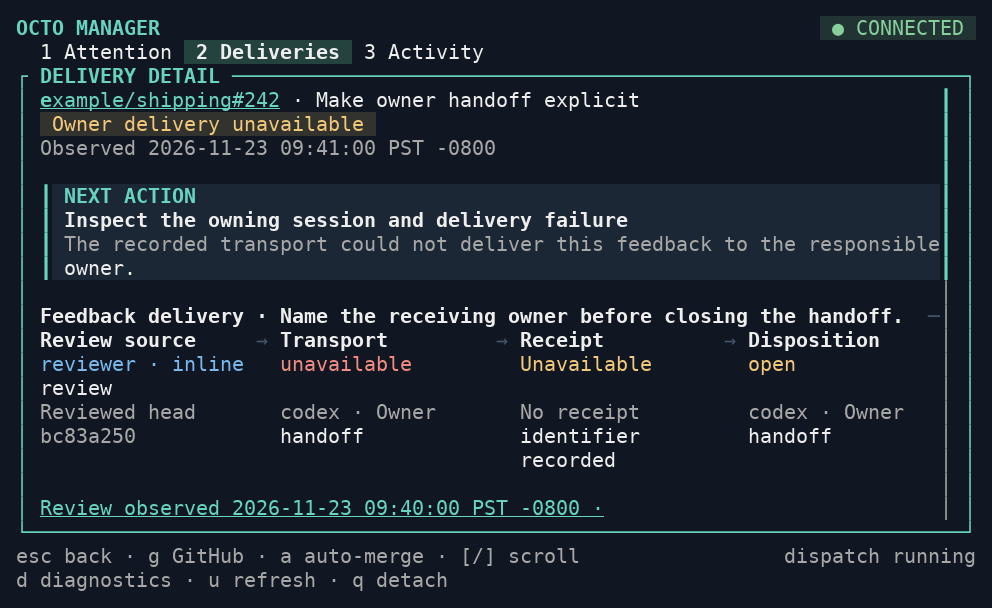 OCTO MANAGER ● CONNECTED
1 Attention 2 Deliveries 3 Activity
DELIVERY DETAIL
example/shipping#242 · Make owner handoff explicit
Owner delivery unavailable
Observed 2026-11-23 09:41:00 PST -0800
NEXT ACTION
Inspect the owning session and delivery failure
The recorded transport could not deliver this feedback to the responsible
owner.
Feedback delivery · Name the receiving owner before closing the handoff. —
Review source → Transport → Receipt → Disposition
reviewer · inline unavailable Unavailable open
review
Reviewed head codex · Owner No receipt codex · Owner
bc83a250 handoff identifier handoff
recorded
Review observed 2026-11-23 09:40:00 PST -0800 ·
esc back · g GitHub · a auto-merge · [/] scroll dispatch running
d diagnostics · u refresh · q detach